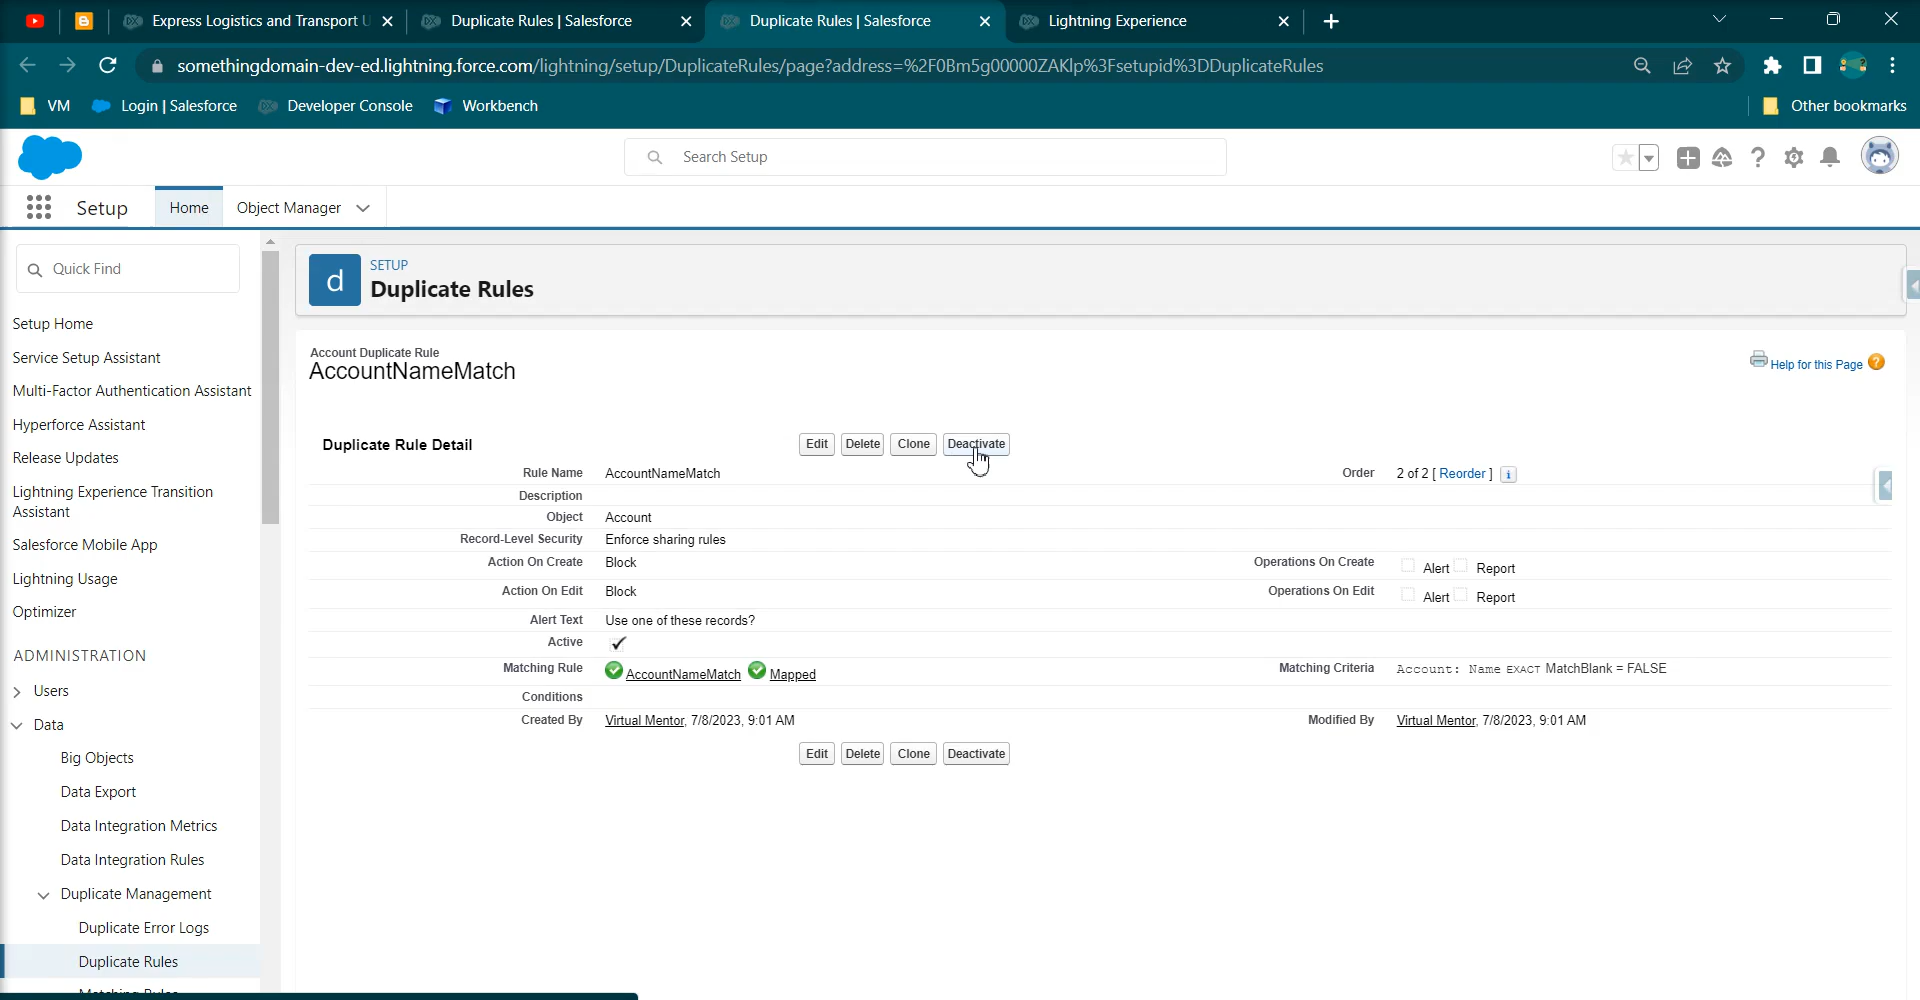 Express Logistics and Transport U
Duplicate Rules | Salesforce
Duplicate Rules | Salesforce
Lightning Experience
somethingdomain-dev-ed.lightning.force.com/lightning/setup/DuplicateRules/page?address=%2F0Bm5g00000ZAKlp%3Fsetupid%3DDuplicateRules
VM
Login | Salesforce
Developer Console
Workbench
Other bookmarks
Search Setup
Setup
Home
Object Manager
Quick Find
Setup Home
Service Setup Assistant
Multi-Factor Authentication Assistant
Hyperforce Assistant
Release Updates
Lightning Experience Transition
Assistant
Salesforce Mobile App
Lightning Usage
Optimizer
ADMINISTRATION
Users
Data
Big Objects
Data Export
Data Integration Metrics
Data Integration Rules
Duplicate Management
Duplicate Error Logs
Duplicate Rules
Matching Rules
d
SETUP
Duplicate Rules
Account Duplicate Rule
AccountNameMatch
Help for this Page ?
Duplicate Rule Detail
Edit Delete Clone Deactivate
Rule Name AccountNameMatch Order 2 of 2 [ Reorder ] i
Description
Object Account
Record-Level Security Enforce sharing rules
Action On Create Block Operations On Create Alert Report
Action On Edit Block Operations On Edit Alert Report
Alert Text Use one of these records?
Active
Matching Rule AccountNameMatch Mapped Matching Criteria Account: Name EXACT MatchBlank = FALSE
Conditions
Created By Virtual Mentor, 7/8/2023, 9:01 AM Modified By Virtual Mentor, 7/8/2023, 9:01 AM
Edit Delete Clone Deactivate